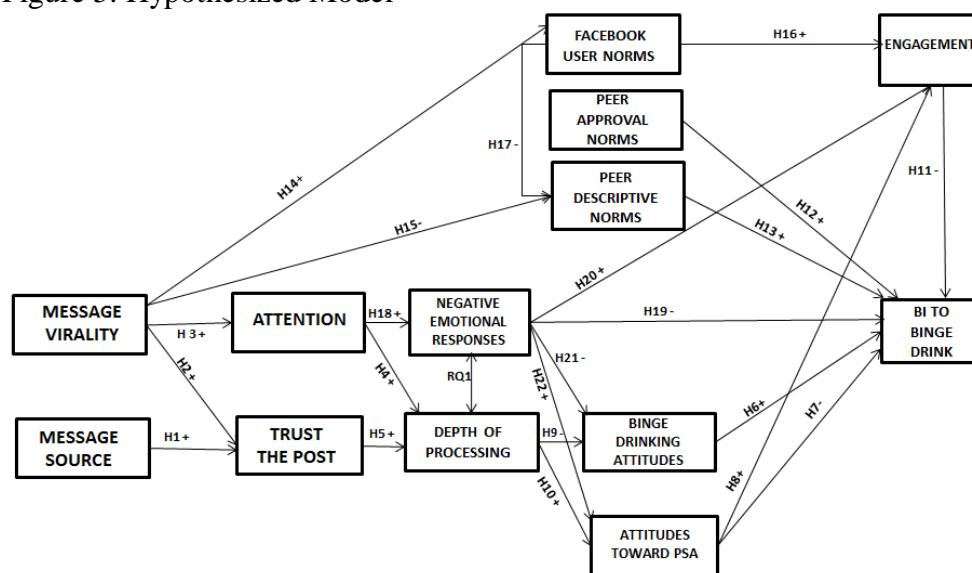 Figure 3. Hypothesized Model
FACEBOOK
USER NORMS
H16+
ENGAGEMENT
PEER
APPROVAL
NORMS
H17-
H11-
H14+
PEER
DESCRIPTIVE
NORMS
H12+
H13+
H15-
H20+
MESSAGE
VIRALITY
H 3+
ATTENTION
H18+
NEGATIVE
EMOTIONAL
RESPONSES
H19-
BI TO
BINGE
DRINK
H2+
H4+
RQ1
H21-
H22+
H6+
H7-
MESSAGE
SOURCE
H1+
TRUST
THE POST
H5+
DEPTH OF
PROCESSING
H9-
BINGE
DRINKING
ATTITUDES
H8+
H10+
ATTITUDES
TOWARD PSA